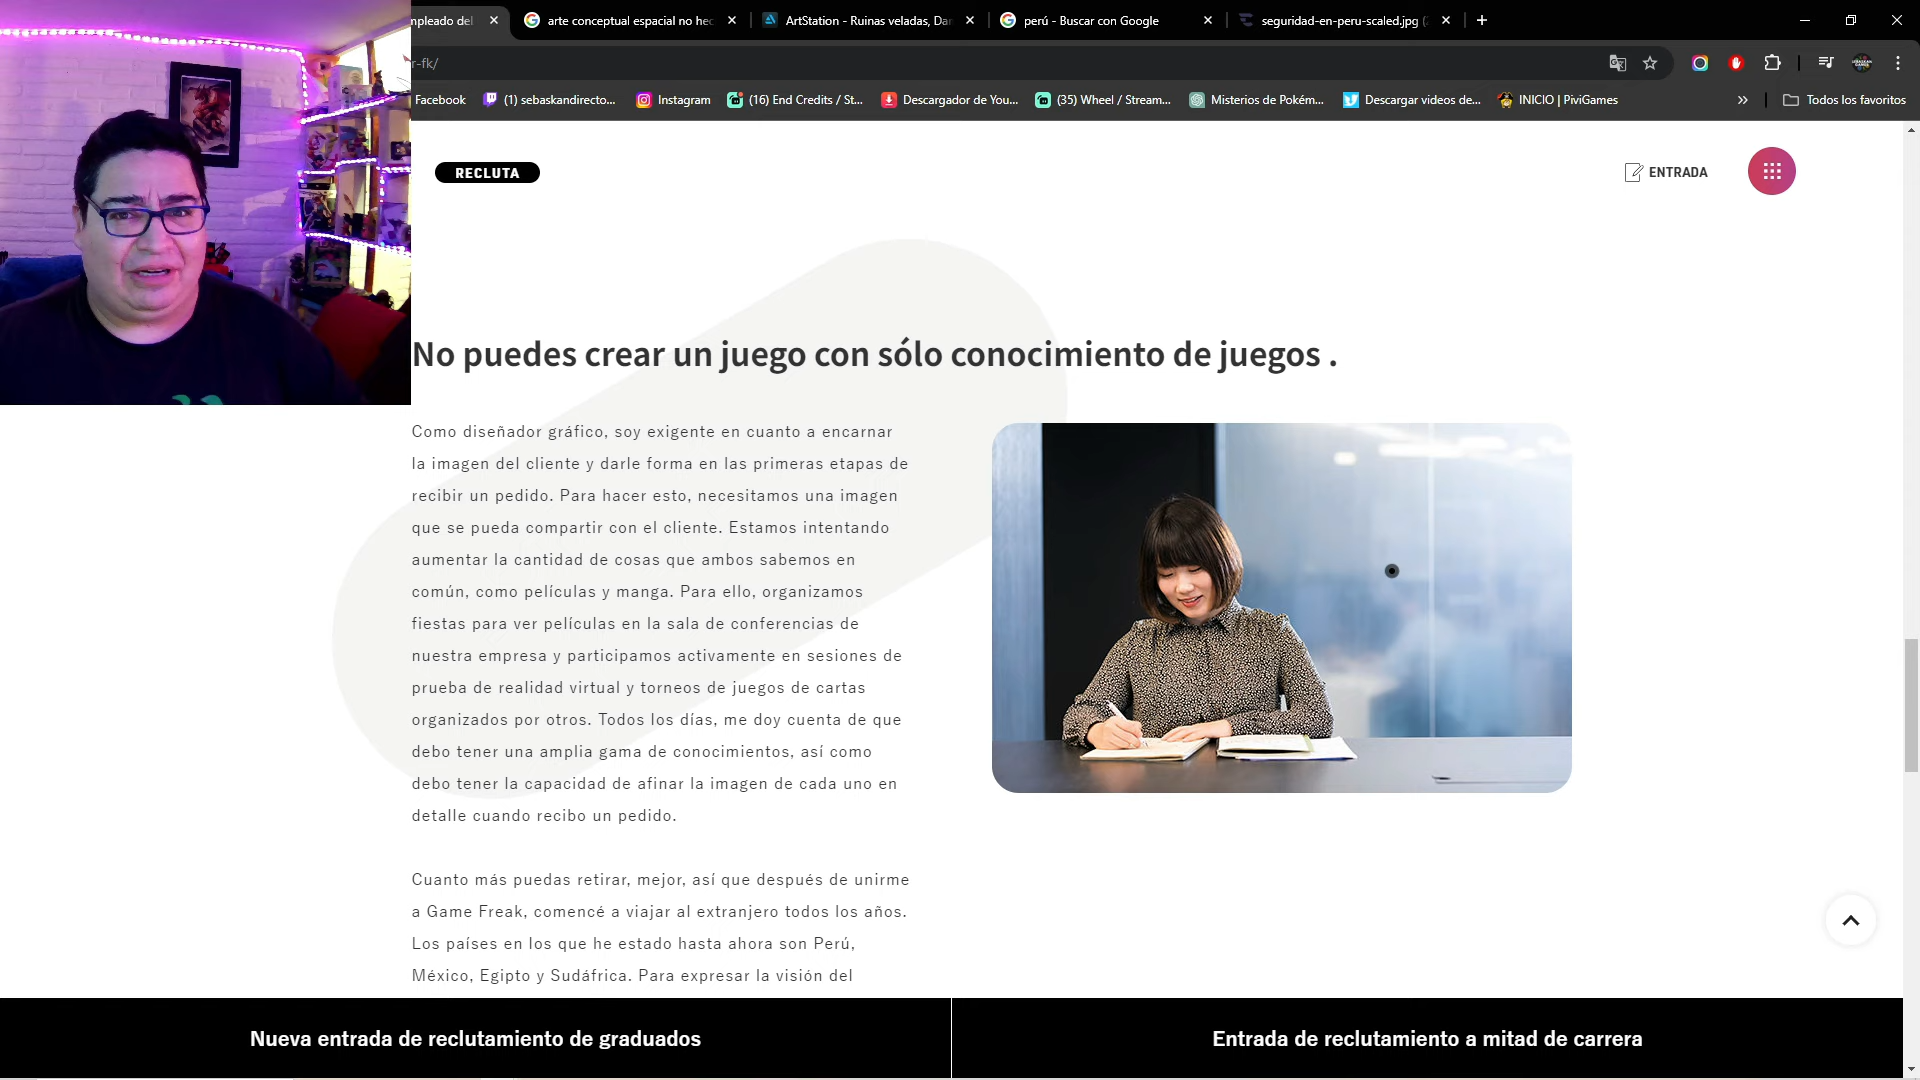 mpleado del
arte conceptual espacial no hec
ArtStation - Ruinas veladas, Dan
perú - Buscar con Google
seguridad-en-peru-scaled.jpg (2
r-fk/
Facebook
(1) sebaskandirecto...
Instagram
(16) End Credits / St...
Descargador de You...
(35) Wheel / Stream...
Misterios de Pokém...
Descargar videos de...
INICIO | PiviGames
Todos los favoritos
RECLUTA
ENTRADA
No puedes crear un juego con sólo conocimiento de juegos .
Como diseñador gráfico, soy exigente en cuanto a encarnar
la imagen del cliente y darle forma en las primeras etapas de
recibir un pedido. Para hacer esto, necesitamos una imagen
que se pueda compartir con el cliente. Estamos intentando
aumentar la cantidad de cosas que ambos sabemos en
común, como películas y manga. Para ello, organizamos
fiestas para ver películas en la sala de conferencias de
nuestra empresa y participamos activamente en sesiones de
prueba de realidad virtual y torneos de juegos de cartas
organizados por otros. Todos los días, me doy cuenta de que
debo tener una amplia gama de conocimientos, así como
debo tener la capacidad de afinar la imagen de cada uno en
detalle cuando recibo un pedido.
Cuanto más puedas retirar, mejor, así que después de unirme
a Game Freak, comencé a viajar al extranjero todos los años.
Los países en los que he estado hasta ahora son Perú,
México, Egipto y Sudáfrica. Para expresar la visión del
Nueva entrada de reclutamiento de graduados
Entrada de reclutamiento a mitad de carrera